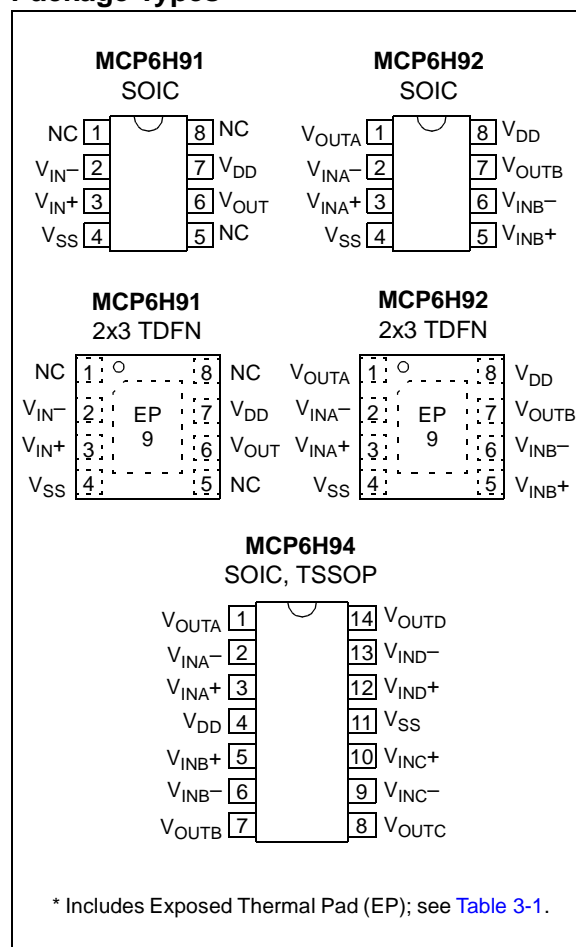 Package Types
MCP6H91
SOIC
NC 1 8 NC
VIN– 2 7 VDD
VIN+ 3 6 VOUT
VSS 4 5 NC
MCP6H92
SOIC
VOUTA 1 8 VDD
VINA– 2 7 VOUTB
VINA+ 3 6 VINB–
VSS 4 5 VINB+
MCP6H91
2x3 TDFN
NC 1 8 NC
VIN– 2 EP 7 VDD
VIN+ 3 9 6 VOUT
VSS 4 5 NC
MCP6H92
2x3 TDFN
VOUTA 1 8 VDD
VINA– 2 EP 7 VOUTB
VINA+ 3 9 6 VINB–
VSS 4 5 VINB+
MCP6H94
SOIC, TSSOP
VOUTA 1 14 VOUTD
VINA– 2 13 VIND–
VINA+ 3 12 VIND+
VDD 4 11 VSS
VINB+ 5 10 VINC+
VINB– 6 9 VINC–
VOUTB 7 8 VOUTC
* Includes Exposed Thermal Pad (EP); see Table 3-1.